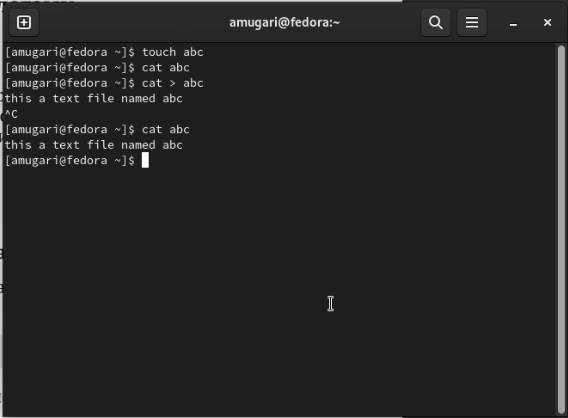 amugari@fedora:~
[amugari@fedora ~]$ touch abc
[amugari@fedora ~]$ cat abc
[amugari@fedora ~]$ cat > abc
this a text file named abc
^C
[amugari@fedora ~]$ cat abc
this a text file named abc
[amugari@fedora ~]$